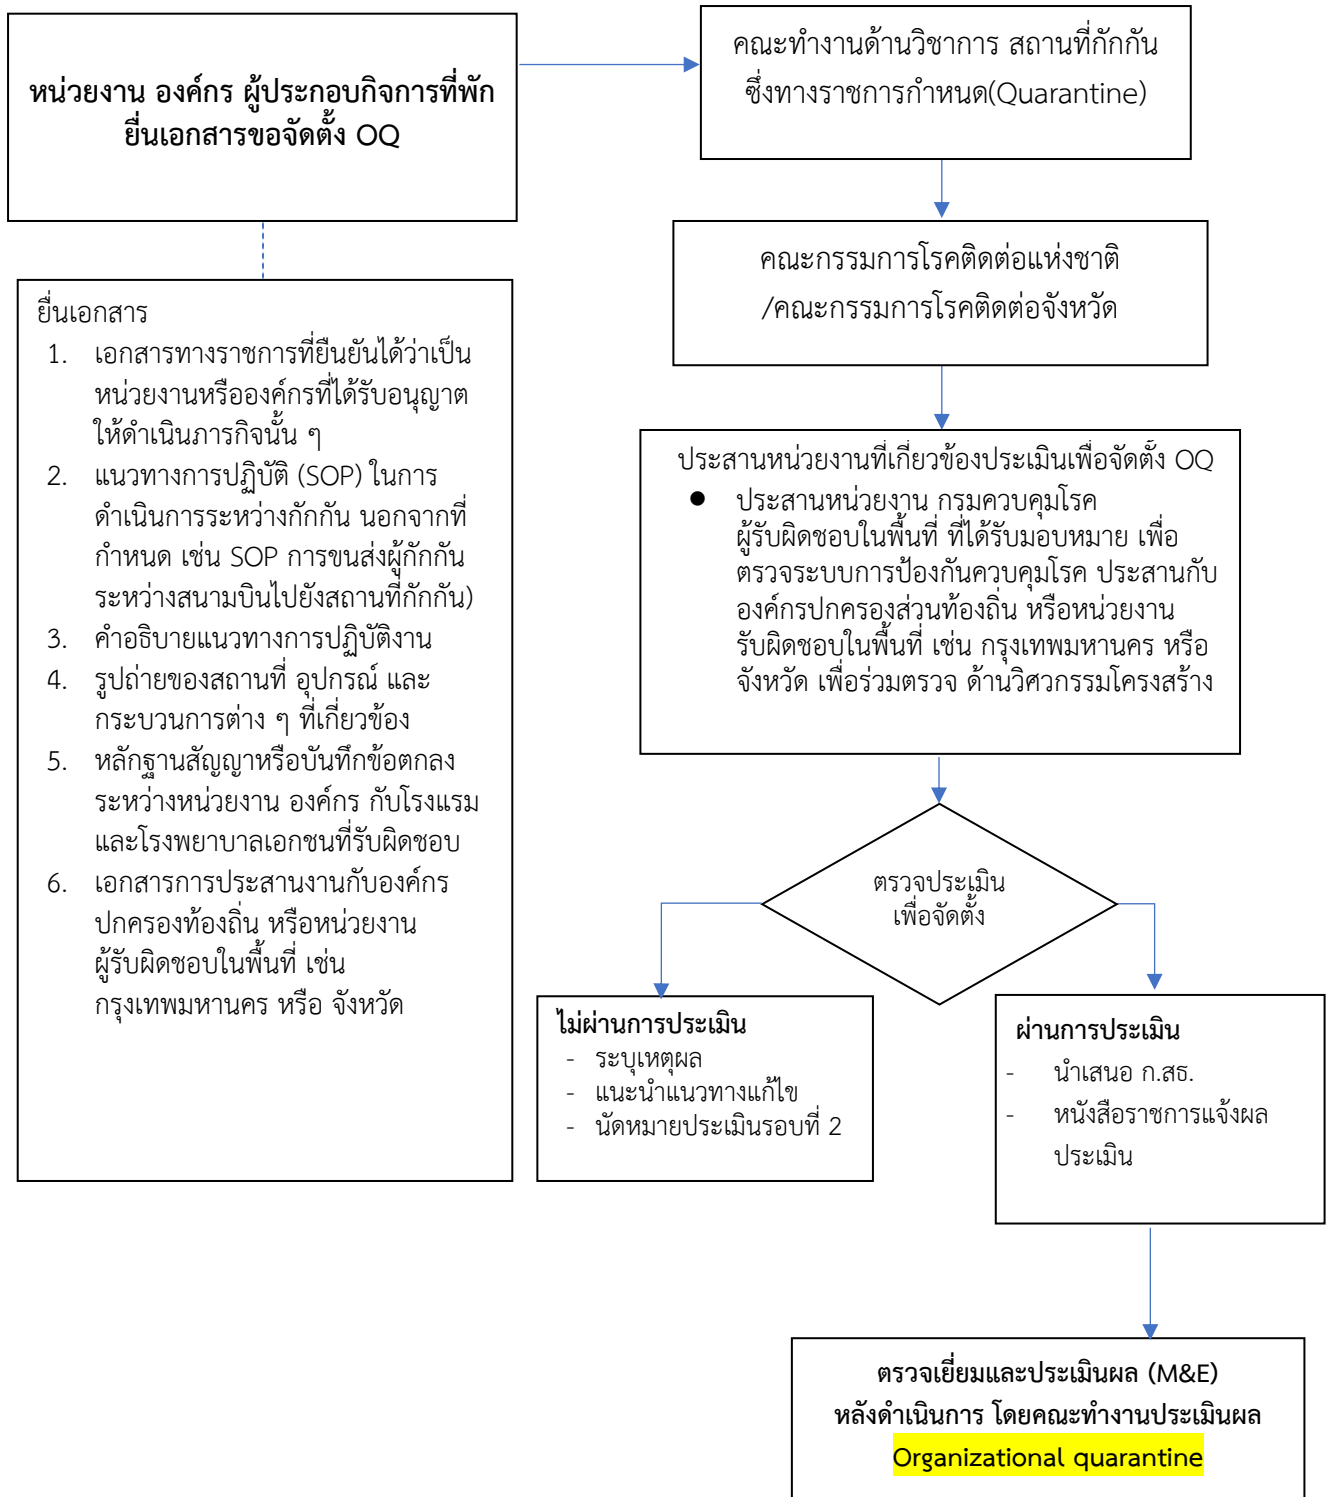 หน่วยงาน องค์กร ผู้ประกอบกิจการที่พัก
ยื่นเอกสารขอจัดตั้ง OQ
คณะทำงานด้านวิชาการ สถานที่กักกัน
ซึ่งทางราชการกำหนด(Quarantine)
คณะกรรมการโรคติดต่อแห่งชาติ
/คณะกรรมการโรคติดต่อจังหวัด
ยื่นเอกสาร
1. เอกสารทางราชการที่ยืนยันได้ว่าเป็น
หน่วยงานหรือองค์กรที่ได้รับอนุญาต
ให้ดำเนินภารกิจนั้น ๆ
2. แนวทางการปฏิบัติ (SOP) ในการ
ดำเนินการระหว่างกักกัน นอกจากที่
กำหนด เช่น SOP การขนส่งผู้กักกัน
ระหว่างสนามบินไปยังสถานที่กักกัน)
3. คำอธิบายแนวทางการปฏิบัติงาน
4. รูปถ่ายของสถานที่ อุปกรณ์ และ
กระบวนการต่าง ๆ ที่เกี่ยวข้อง
5. หลักฐานสัญญาหรือบันทึกข้อตกลง
ระหว่างหน่วยงาน องค์กร กับโรงแรม
และโรงพยาบาลเอกชนที่รับผิดชอบ
6. เอกสารการประสานงานกับองค์กร
ปกครองท้องถิ่น หรือหน่วยงาน
ผู้รับผิดชอบในพื้นที่ เช่น
กรุงเทพมหานคร หรือ จังหวัด
ประสานหน่วยงานที่เกี่ยวข้องประเมินเพื่อจัดตั้ง OQ
● ประสานหน่วยงาน กรมควบคุมโรค
ผู้รับผิดชอบในพื้นที่ ที่ได้รับมอบหมาย เพื่อ
ตรวจระบบการป้องกันควบคุมโรค ประสานกับ
องค์กรปกครองส่วนท้องถิ่น หรือหน่วยงาน
รับผิดชอบในพื้นที่ เช่น กรุงเทพมหานคร หรือ
จังหวัด เพื่อร่วมตรวจ ด้านวิศวกรรมโครงสร้าง
ตรวจประเมิน
เพื่อจัดตั้ง
ไม่ผ่านการประเมิน
- ระบุเหตุผล
- แนะนำแนวทางแก้ไข
- นัดหมายประเมินรอบที่ 2
ผ่านการประเมิน
- นำเสนอ ก.สธ.
- หนังสือราชการแจ้งผล
ประเมิน
ตรวจเยี่ยมและประเมินผล (M&E)
หลังดำเนินการ โดยคณะทำงานประเมินผล
Organizational quarantine